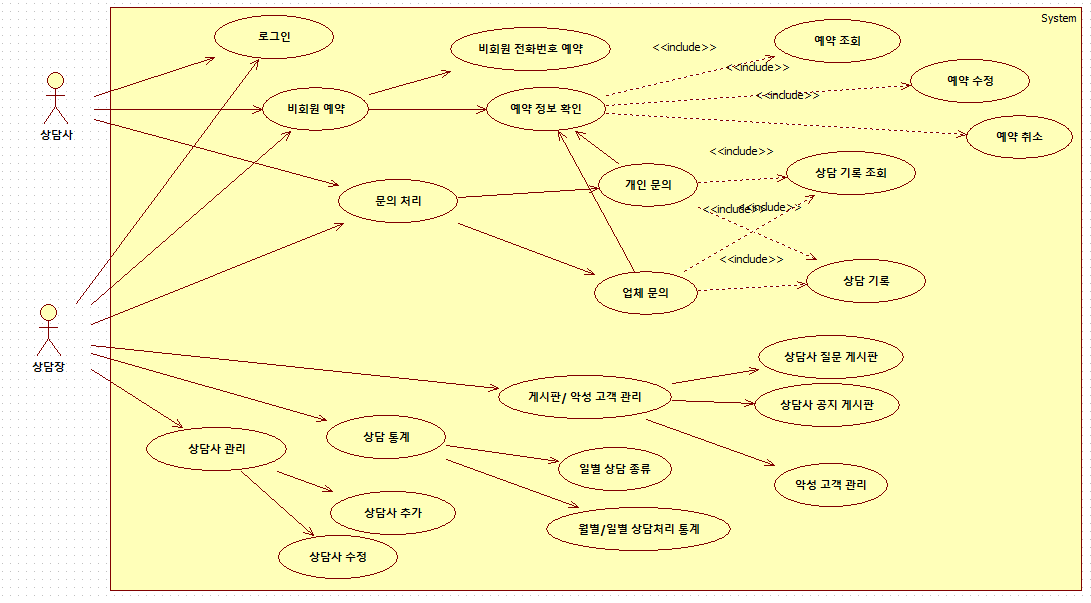 System
로그인
비회원 전화번호 예약
<<include>>
예약 조회
<<include>>
예약 수정
<<include>>
상담사
비회원 예약
예약 정보 확인
예약 취소
<<include>>
문의 처리
개인 문의
상담 기록 조회
<<include>>
<<include>>
<<include>>
업체 문의
상담 기록
상담장
상담사 질문 게시판
게시판/ 악성 고객 관리
상담사 공지 게시판
상담사 관리
상담 통계
일별 상담 종류
악성 고객 관리
상담사 추가
월별/일별 상담처리 통계
상담사 수정